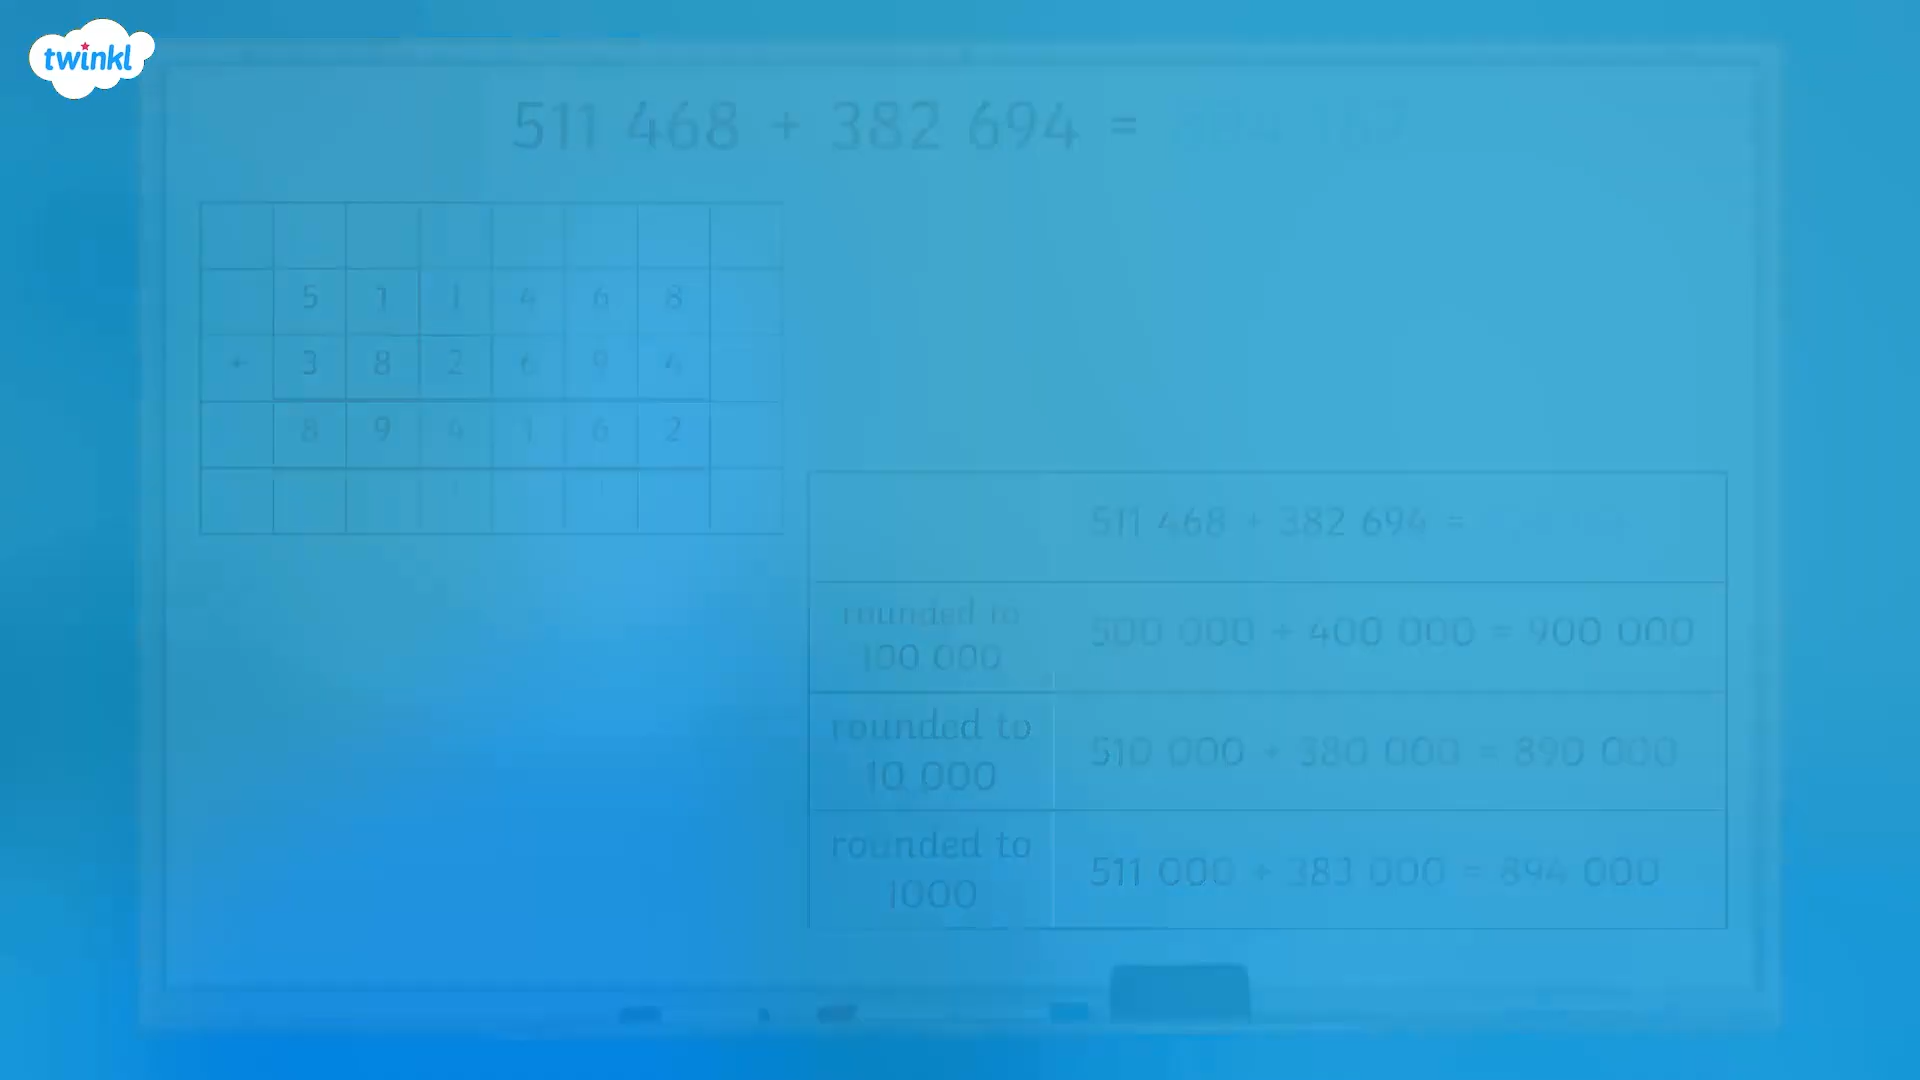 twinkl
511 468 + 382 694 = 894 162
5 1 1 4 6 8
+ 3 8 2 6 9 4
8 9 4 1 6 2
511 468 + 382 694 =
rounded to
100 000
500 000 + 400 000 = 900 000
rounded to
10 000
510 000 + 380 000 = 890 000
rounded to
1000
511 000 + 383 000 = 894 000